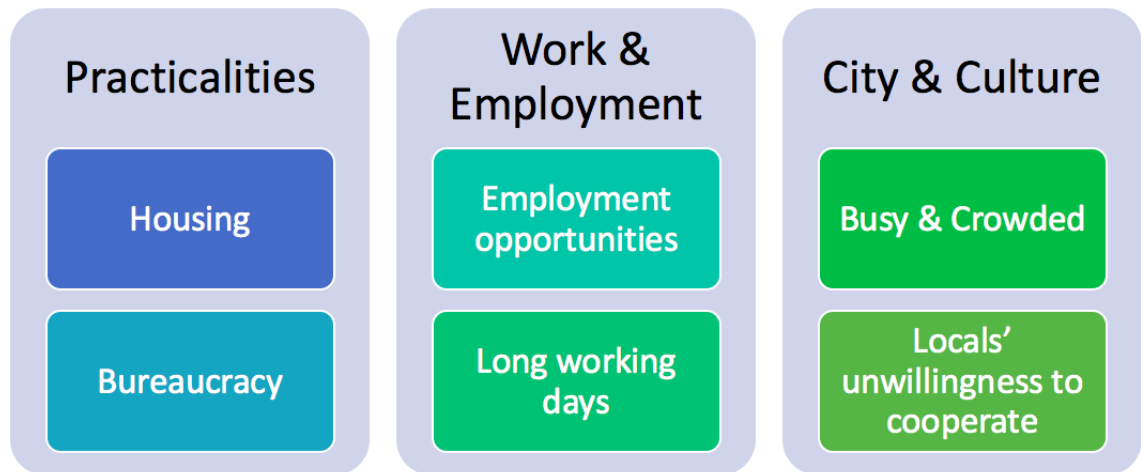 Practicalities
Housing
Bureaucracy
Work &
Employment
Employment
opportunities
Long working
days
City & Culture
Busy & Crowded
Locals’
unwillingness to
cooperate